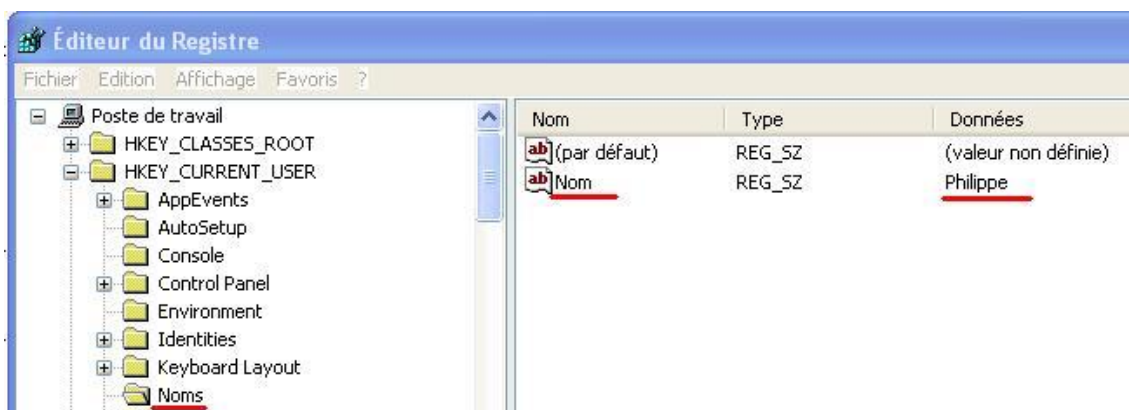 Éditeur du Registre
Fichier Edition Affichage Favoris ?
Poste de travail
HKEY_CLASSES_ROOT
HKEY_CURRENT_USER
AppEvents
AutoSetup
Console
Control Panel
Environment
Identities
Keyboard Layout
Noms
Nom Type Données
(par défaut) REG_SZ (valeur non définie)
Nom REG_SZ Philippe